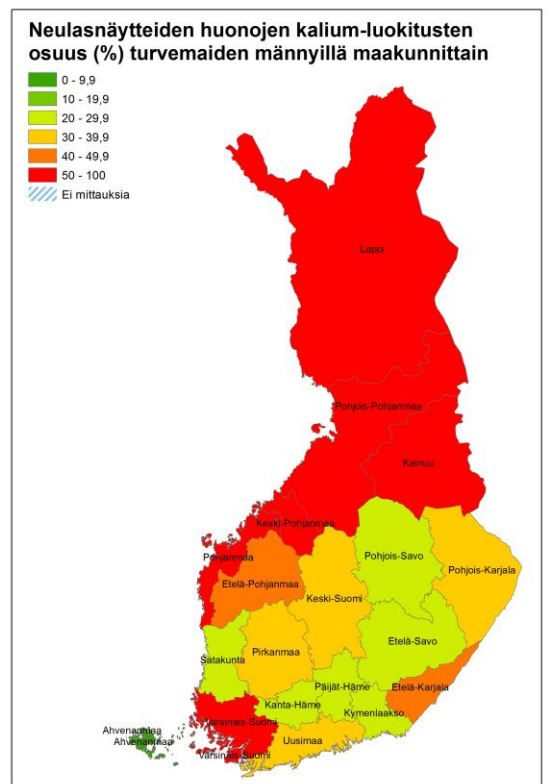 Neulasnäytteiden huonojen kalium-luokitusten
osuus (%) turvemaiden männyillä maakunnittain
0 - 9,9
10 - 19,9
20 - 29,9
30 - 39,9
40 - 49,9
50 - 100
Ei mittauksia
Lappi
Pohjois-Pohjanmaa
Kainuu
Keski-Pohjanmaa
Pohjanmaa
Pohjois-Savo
Pohjois-Karjala
Etelä-Pohjanmaa
Keski-Suomi
Etelä-Savo
Satakunta
Pirkanmaa
Päijät-Häme
Etelä-Karjala
Kanta-Häme
Kymenlaakso
Varsinais-Suomi
Ahvenanmaa
Ahvenanmaa
Uusimaa
Varsinais-Suomi